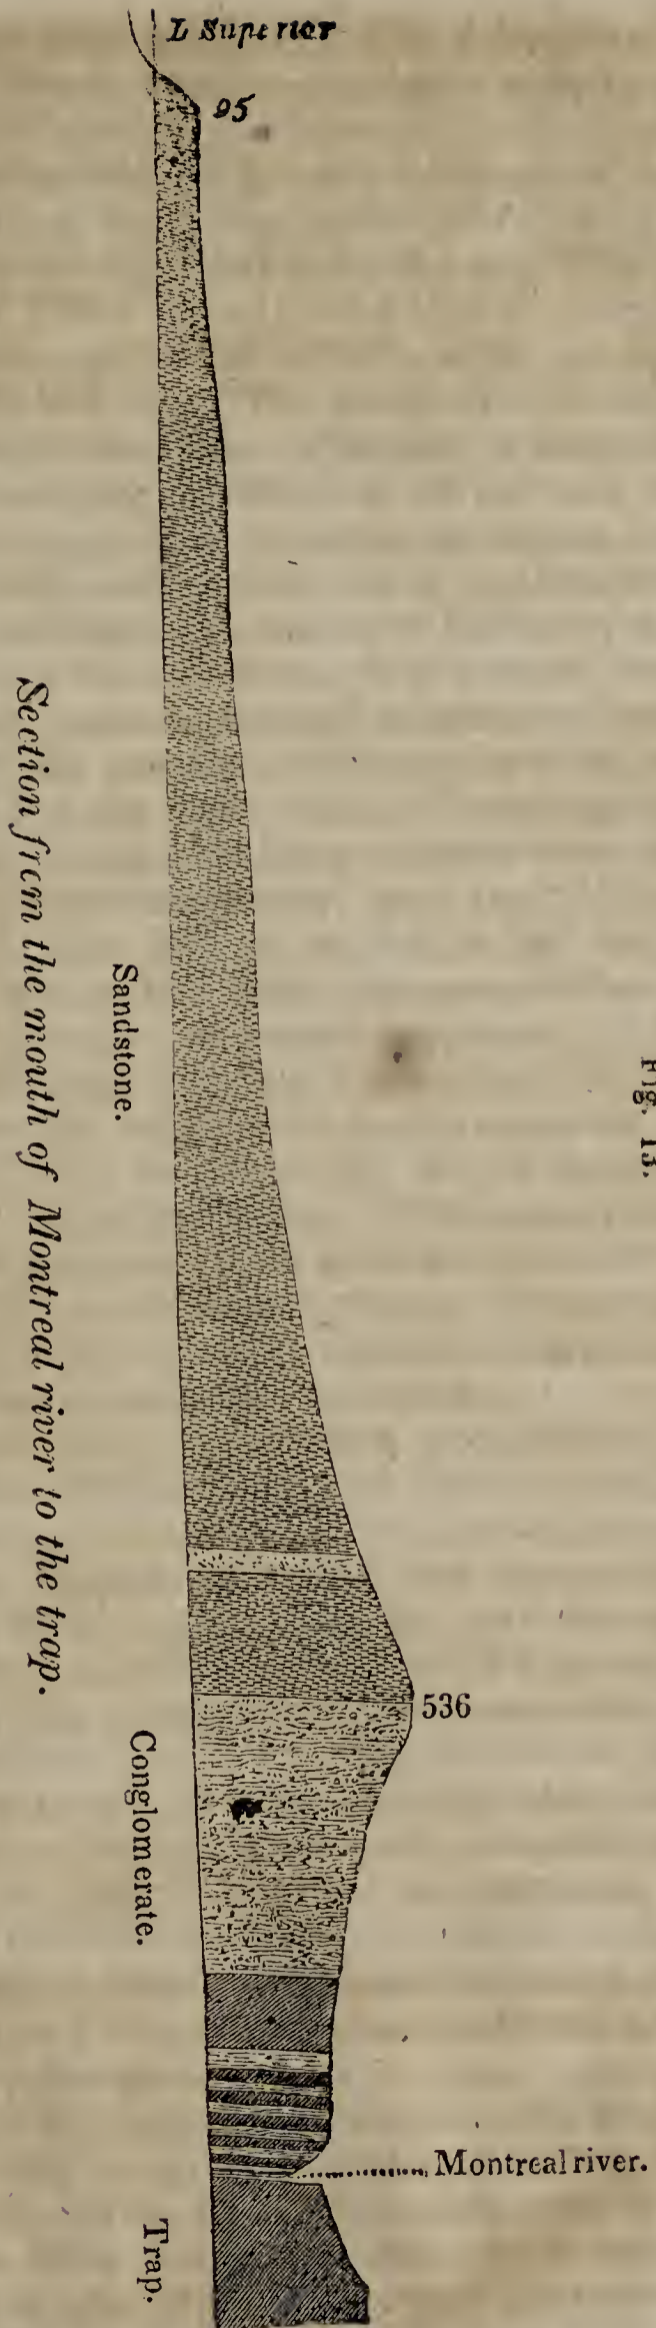 Fig. 13.
L Superior
95
536
Montreal river.
Sandstone.
Conglomerate.
Trap.
Section from the mouth of Montreal river to the trap.